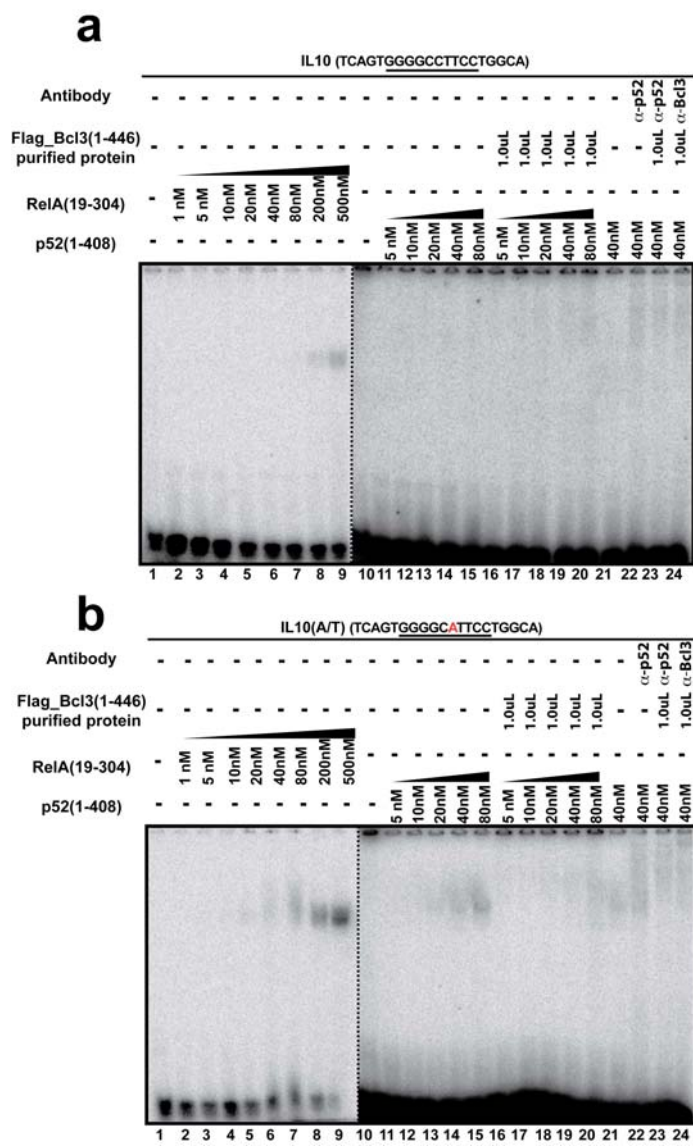 a
IL10 (TCAGTGGGGCCTTCCTGGCA)
Antibody - - - - - - - - - - - - - - - - - - - - - α-p52 α-p52 α-Bcl3
Flag_Bcl3(1-446) purified protein - - - - - - - - - - - - - - - 1.0uL 1.0uL 1.0uL 1.0uL 1.0uL - - 1.0uL 1.0uL
RelA(19-304) - 1 nM 5 nM 10nM 20nM 40nM 80nM 200nM 500nM - - - - - - - - - - - - - - -
p52(1-408) - - - - - - - - - - 5 nM 10nM 20nM 40nM 80nM 5 nM 10nM 20nM 40nM 80nM 40nM 40nM 40nM 40nM
1 2 3 4 5 6 7 8 9 10 11 12 13 14 15 16 17 18 19 20 21 22 23 24
b
IL10(A/T) (TCAGTGGGGCATTCCTGGCA)
Antibody - - - - - - - - - - - - - - - - - - - - - α-p52 α-p52 α-Bcl3
Flag_Bcl3(1-446) purified protein - - - - - - - - - - - - - - - 1.0uL 1.0uL 1.0uL 1.0uL 1.0uL - - 1.0uL 1.0uL
RelA(19-304) - 1 nM 5 nM 10nM 20nM 40nM 80nM 200nM 500nM - - - - - - - - - - - - - - -
p52(1-408) - - - - - - - - - - 5 nM 10nM 20nM 40nM 80nM 5 nM 10nM 20nM 40nM 80nM 40nM 40nM 40nM 40nM
1 2 3 4 5 6 7 8 9 10 11 12 13 14 15 16 17 18 19 20 21 22 23 24